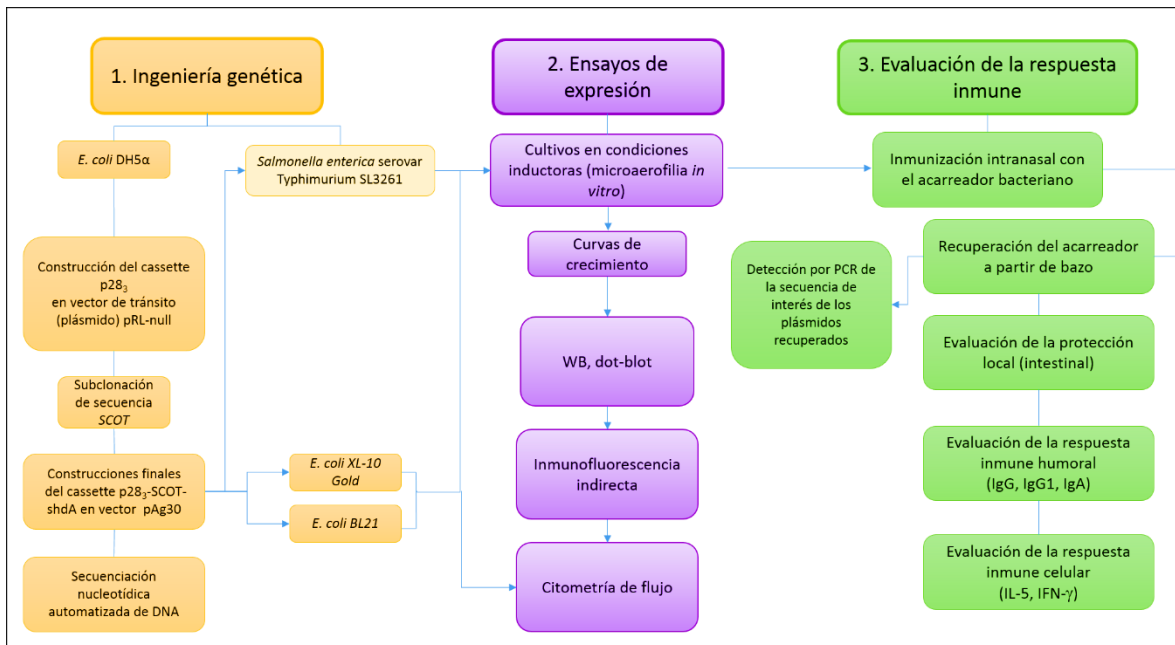 1. Ingeniería genética
E. coli DH5α
Salmonella enterica serovar
Typhimurium SL3261
Construcción del cassette
p28₃
en vector de tránsito
(plásmido) pRL-null
Subclonación
de secuencia
SCOT
Construcciones finales
del cassette p28₃-SCOT-
shdA en vector pAg30
E. coli XL-10
Gold
E. coli BL21
Secuenciación
nucleotídica
automatizada de DNA
2. Ensayos de
expresión
Cultivos en condiciones
inductoras (microaerofilia in
vitro)
Curvas de
crecimiento
WB, dot-blot
Inmunofluorescencia
indirecta
Citometría de flujo
3. Evaluación de la respuesta
inmune
Inmunización intranasal con
el acarreador bacteriano
Recuperación del acarreador
a partir de bazo
Detección por PCR de
la secuencia de
interés de los
plásmidos
recuperados
Evaluación de la protección
local (intestinal)
Evaluación de la respuesta
inmune humoral
(IgG, IgG1, IgA)
Evaluación de la respuesta
inmune celular
(IL-5, IFN-γ)